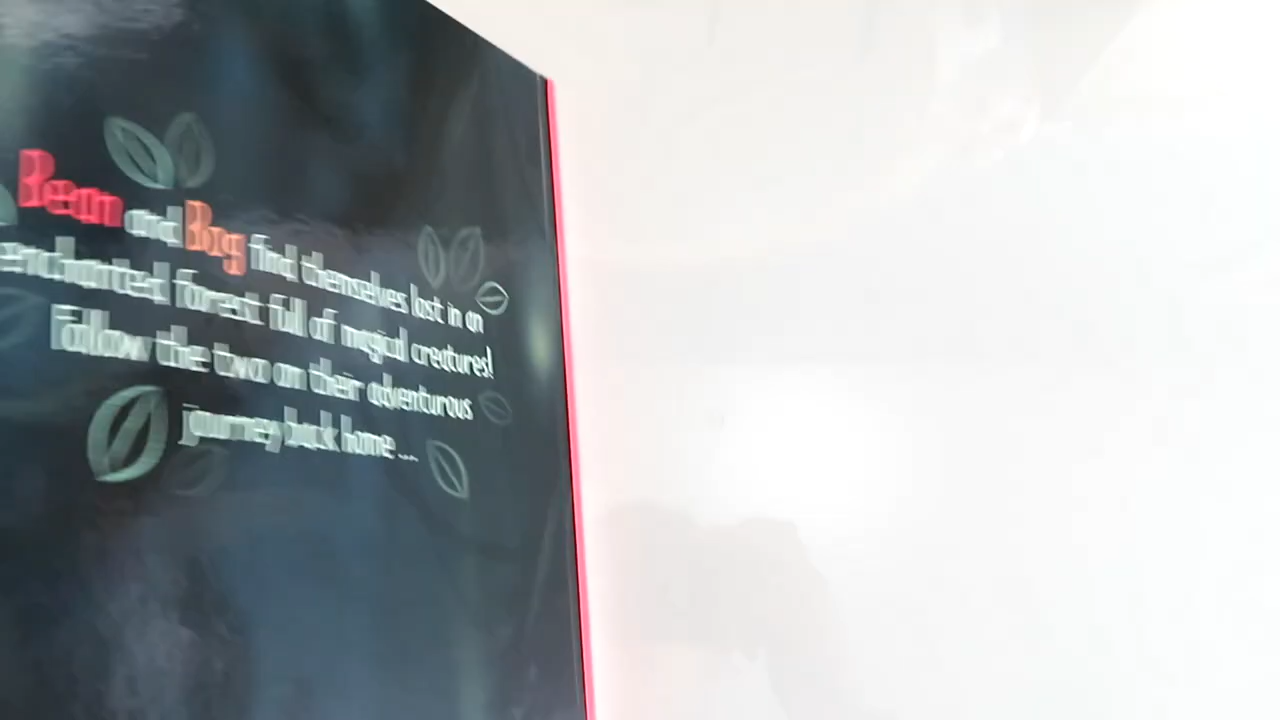 Bean and Bog find themselves lost in an
enchanted forest full of magical creatures!
Follow the two on their adventurous
journey back home ...